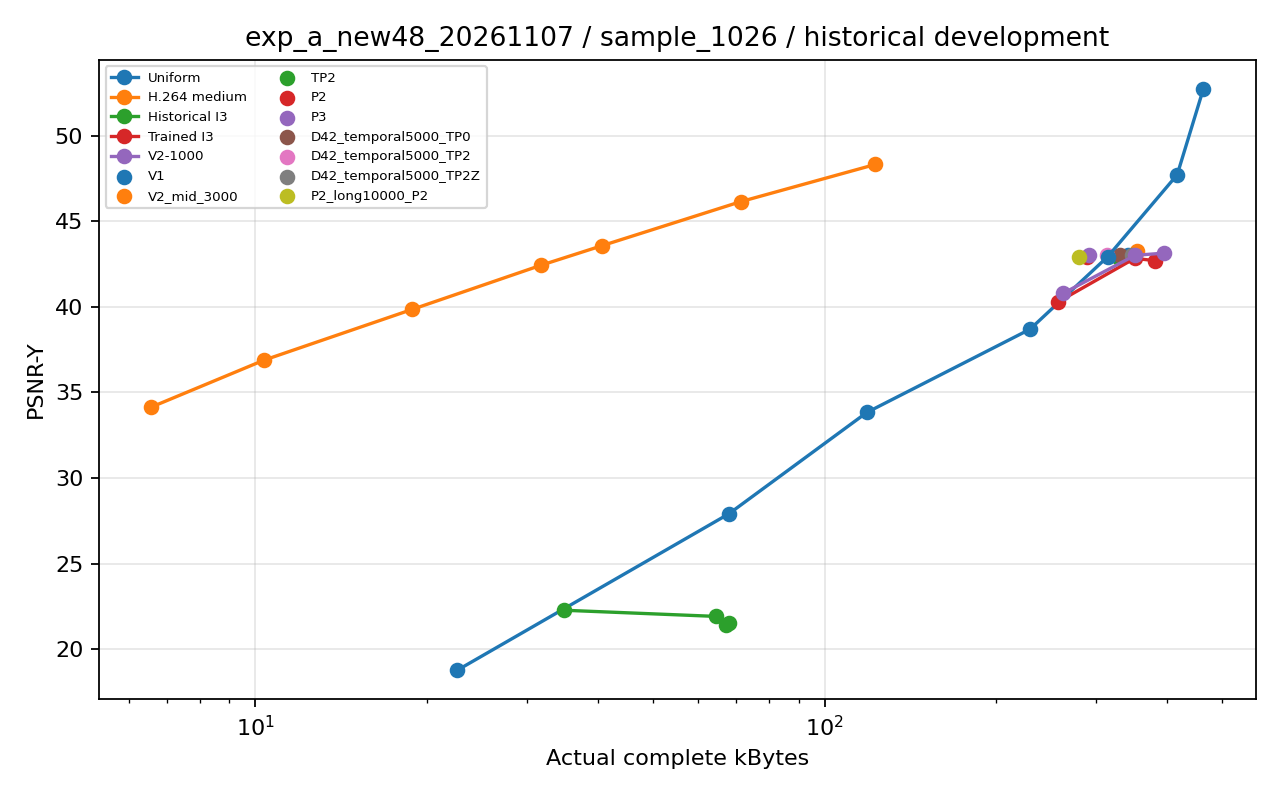 exp_a_new48_20261107 / sample_1026 / historical development
Uniform
H.264 medium
Historical I3
Trained I3
V2-1000
V1
V2_mid_3000
TP2
P2
P3
D42_temporal5000_TP0
D42_temporal5000_TP2
D42_temporal5000_TP2Z
P2_long10000_P2
PSNR-Y
50
45
40
35
30
25
20
10¹
10²
Actual complete kBytes